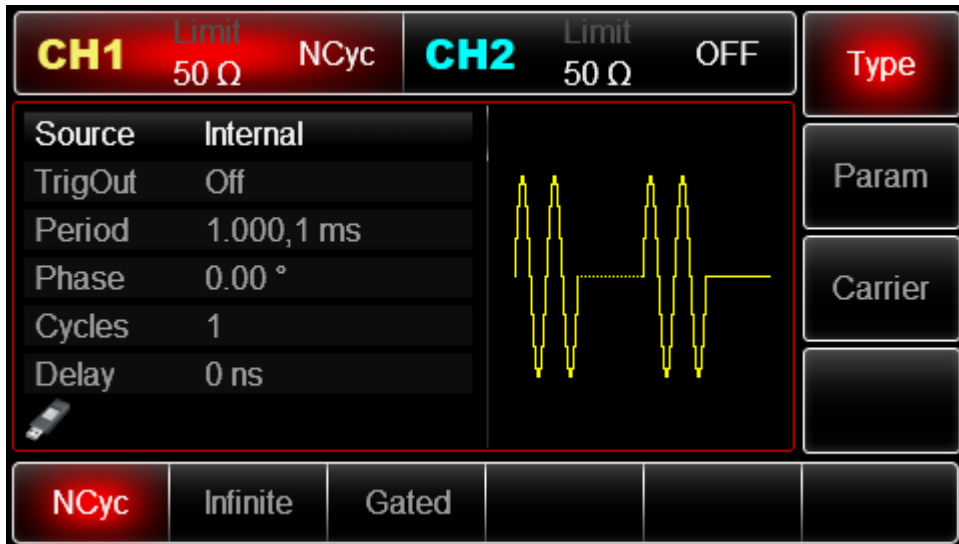 CH1 Limit 50 Ω NCyc CH2 Limit 50 Ω OFF Type
Source Internal
TrigOut Off
Param
Period 1.000,1 ms
Phase 0.00 °
Carrier
Cycles 1
Delay 0 ns
NCyc Infinite Gated